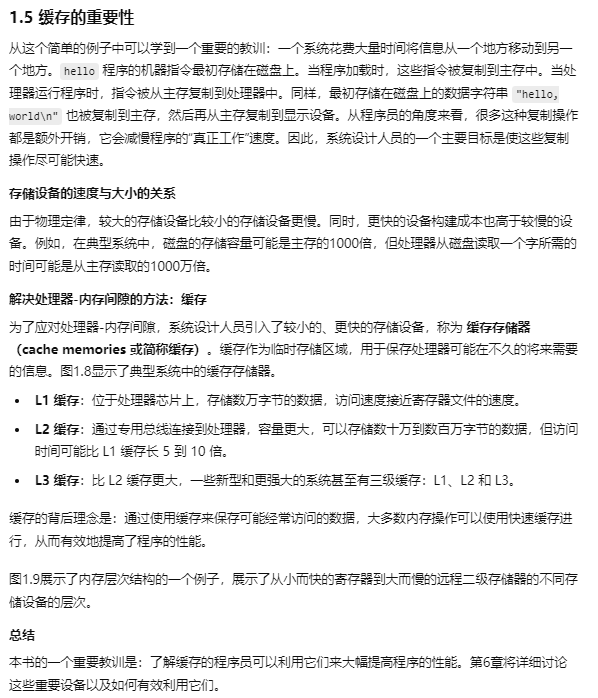 1.5 缓存的重要性
从这个简单的例子中可以学到一个重要的教训：一个系统花费大量时间将信息从一个地方移动到另一
个地方。hello 程序的机器指令最初存储在磁盘上。当程序加载时，这些指令被复制到主存中。当处
理器运行程序时，指令被从主存复制到处理器中。同样，最初存储在磁盘上的数据字符串 "hello,
world\n" 也被复制到主存，然后再从主存复制到显示设备。从程序员的角度来看，很多这种复制操作
都是额外开销，它会减慢程序的"真正工作"速度。因此，系统设计人员的一个主要目标是使这些复制
操作尽可能快速。
存储设备的速度与大小的关系
由于物理定律，较大的存储设备比较小的存储设备更慢。同时，更快的设备构建成本也高于较慢的设
备。例如，在典型系统中，磁盘的存储容量可能是主存的1000倍，但处理器从磁盘读取一个字所需的
时间可能是从主存读取的1000万倍。
解决处理器-内存间隙的方法：缓存
为了应对处理器-内存间隙，系统设计人员引入了较小的、更快的存储设备，称为 缓存存储器
（cache memories 或简称缓存）。缓存作为临时存储区域，用于保存处理器可能在不久的将来需要
的信息。图1.8显示了典型系统中的缓存存储器。
• L1 缓存：位于处理器芯片上，存储数万字节的数据，访问速度接近寄存器文件的速度。
• L2 缓存：通过专用总线连接到处理器，容量更大，可以存储数十万到数百万字节的数据，但访问
时间可能比 L1 缓存长 5 到 10 倍。
• L3 缓存：比 L2 缓存更大，一些新型和更强大的系统甚至有三级缓存：L1、L2 和 L3。
缓存的背后理念是：通过使用缓存来保存可能经常访问的数据，大多数内存操作可以使用快速缓存进
行，从而有效地提高了程序的性能。
图1.9展示了内存层次结构的一个例子，展示了从小而快的寄存器到大而慢的远程二级存储器的不同存
储设备的层次。
总结
本书的一个重要教训是：了解缓存的程序员可以利用它们来大幅提高程序的性能。第6章将详细讨论
这些重要设备以及如何有效利用它们。